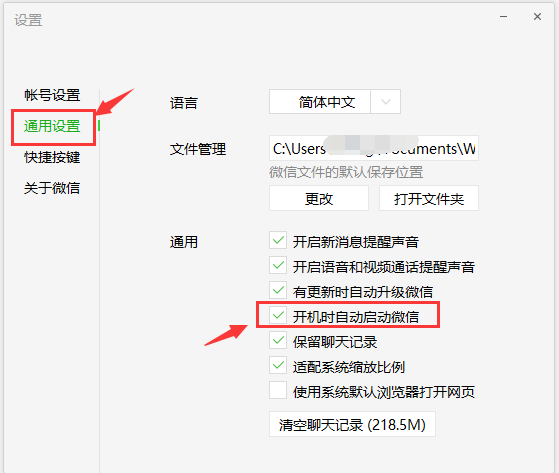 设置
帐号设置
通用设置
快捷按键
关于微信
语言
简体中文
文件管理
C:\Users
ocuments\W
微信文件的默认保存位置
更改
打开文件夹
通用
开启新消息提醒声音
开启语音和视频通话提醒声音
有更新时自动升级微信
开机时自动启动微信
保留聊天记录
适配系统缩放比例
使用系统默认浏览器打开网页
清空聊天记录 (218.5M)